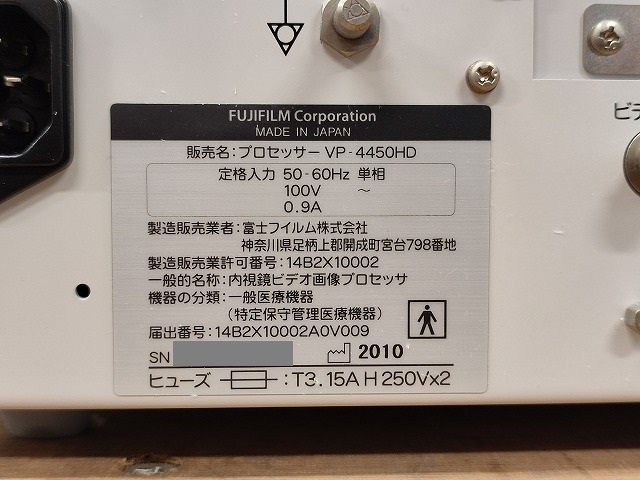 FUJIFILM Corporation
MADE IN JAPAN
販売名：プロセッサー VP-4450HD
定格入力 50-60Hz 単相
100V ～
0.9A
製造販売業者：富士フイルム株式会社
神奈川県足柄上郡開成町宮台798番地
製造販売業許可番号：14B2X10002
一般的名称：内視鏡ビデオ画像プロセッサ
機器の分類：一般医療機器
（特定保守管理医療機器）
届出番号：14B2X10002A0V009
SN
2010
ヒューズ ：T3.15A H 250Vx2
ビデ